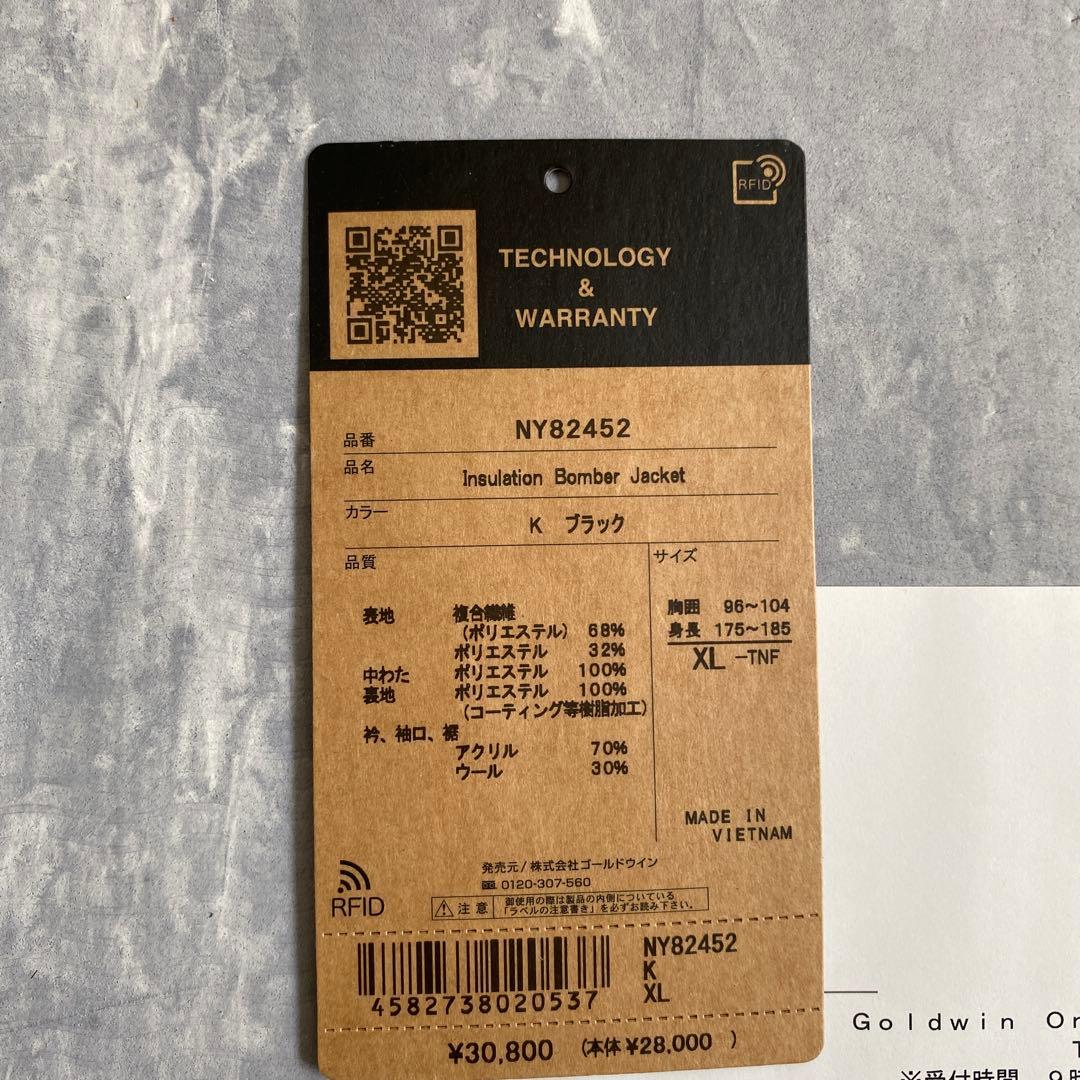 RFID
TECHNOLOGY
&
WARRANTY
品番 NY82452
品名 Insulation Bomber Jacket
カラー K ブラック
品質
サイズ
表地 複合繊維
(ポリエステル) 68%
ポリエステル 32%
中わた ポリエステル 100%
裏地 ポリエステル 100%
(コーティング等樹脂加工)
衿、袖口、裾
アクリル 70%
ウール 30%
胸囲 96~104
身長 175~185
XL -TNF
MADE IN
VIETNAM
発売元/株式会社ゴールドウイン
0120-307-560
RFID
注意
御使用の際は製品の内側についている
「ラベルの注意書き」を必ずお読み下さい。
4582738020537
NY82452
K
XL
¥30,800 (本体 ¥28,000 )
Goldwin On
T
※受付時間 9時